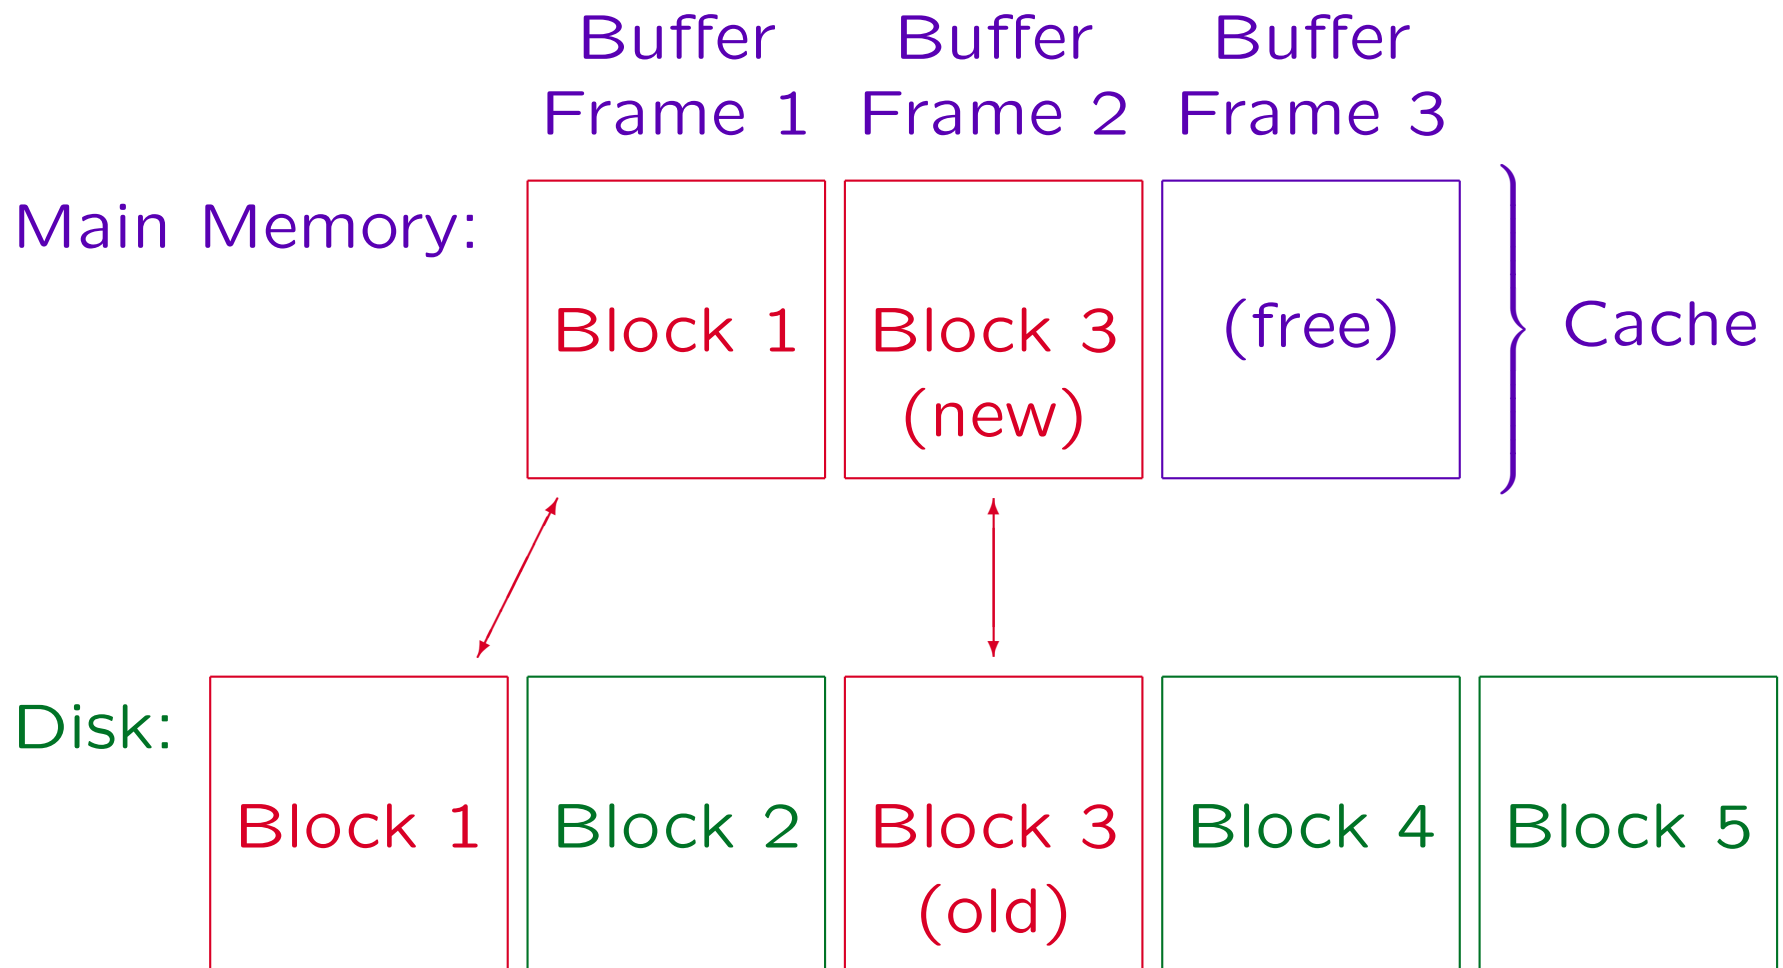 Buffer Buffer Buffer
Frame 1 Frame 2 Frame 3
Main Memory:
Block 1 Block 3 (free) Cache
(new)
Disk:
Block 1 Block 2 Block 3 Block 4 Block 5
(old)